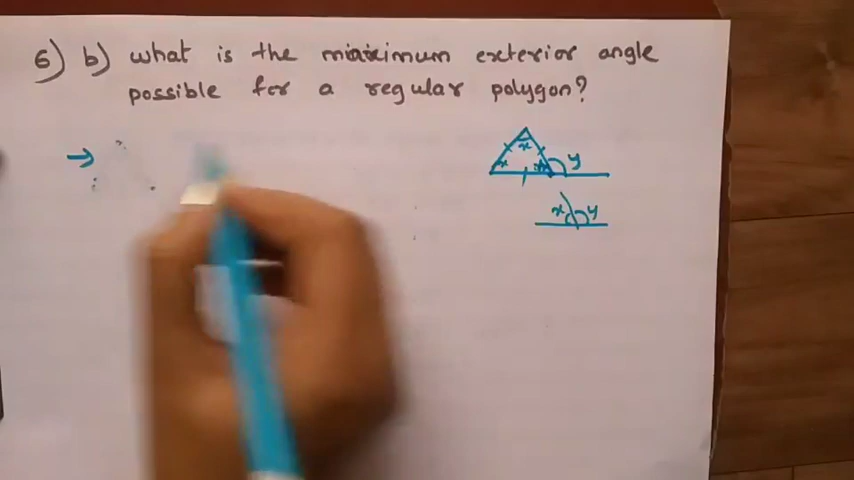 6) b) what is the maximum exterior angle
possible for a regular polygon?
→
x
x x y
x y